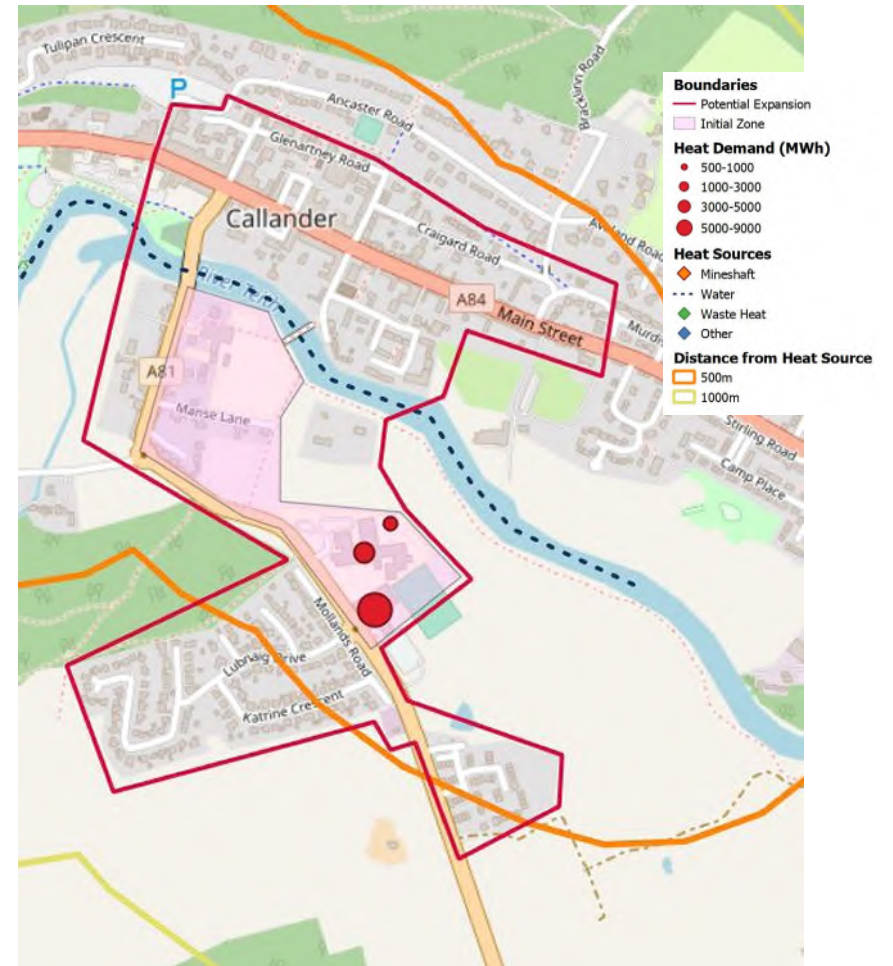 Tulipan Crescent
P
Ancaster Road
Bracklinn Road
Glenartney Road
Callander
Craigard Road
Aveland Road
River Teith
A84
Main Street
A81
Manse Lane
Stirling Road
Camp Place
Mollands Road
Lubnaig Drive
Katrine Crescent
Boundaries
Potential Expansion
Initial Zone
Heat Demand (MWh)
500-1000
1000-3000
3000-5000
5000-9000
Heat Sources
Mineshaft
Water
Waste Heat
Other
Distance from Heat Source
500m
1000m